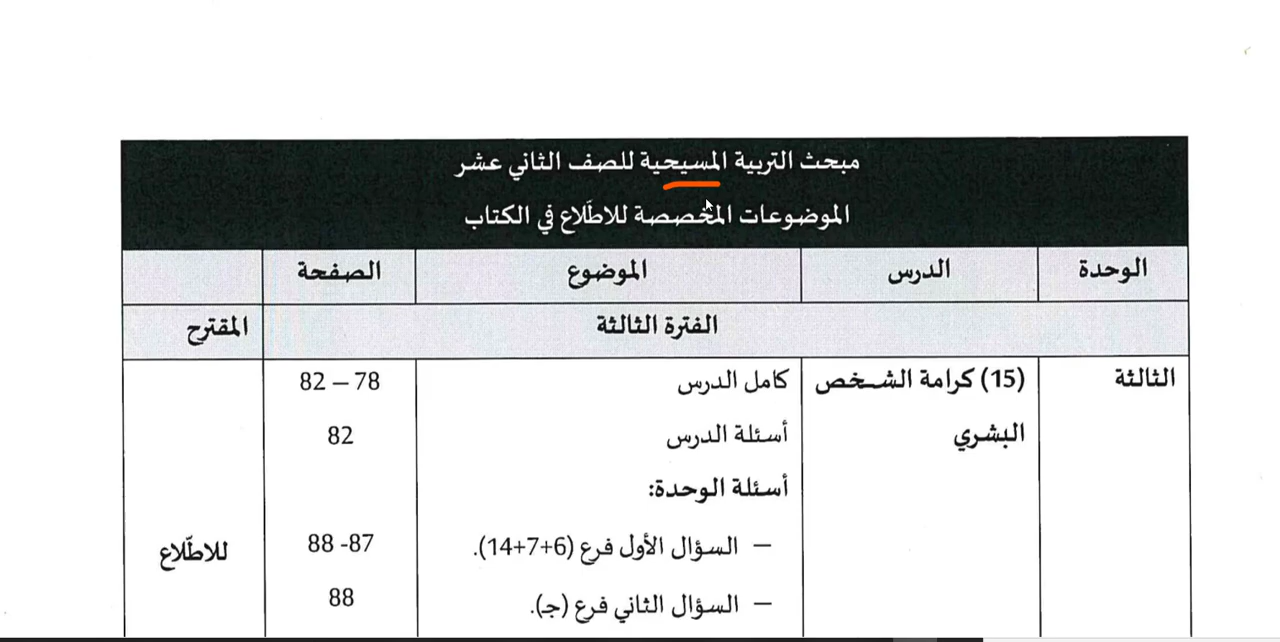 مبحث التربية المسيحية للصف الثاني عشر
الموضوعات المخصصة للاطّلاع في الكتاب
الوحدة الدرس الموضوع الصفحة
الفترة الثالثة المقترح
الثالثة (15) كرامة الشخص كامل الدرس 78 – 82
البشري أسئلة الدرس 82
أسئلة الوحدة:
– السؤال الأول فرع (6+7+14). 87- 88
للاطّلاع
– السؤال الثاني فرع (جـ). 88